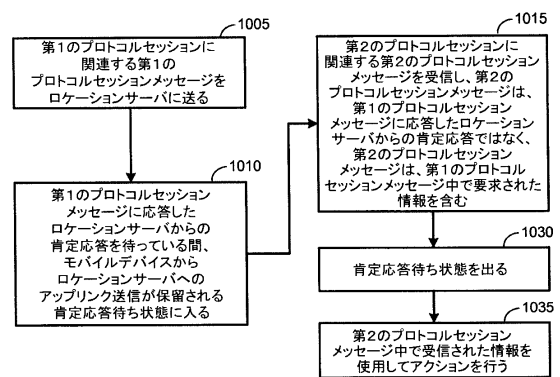 1005
第1のプロトコルセッションに
関連する第1の
プロトコルセッションメッセージを
ロケーションサーバに送る
1010
第1のプロトコルセッション
メッセージに応答した
ロケーションサーバからの
肯定応答を待っている間、
モバイルデバイスから
ロケーションサーバへの
アップリンク送信が保留される
肯定応答待ち状態に入る
1015
第2のプロトコルセッションに
関連する第2のプロトコルセッション
メッセージを受信し、第2の
プロトコルセッションメッセージは、
第1のプロトコルセッション
メッセージに応答したロケーション
サーバからの肯定応答ではなく、
第2のプロトコルセッション
メッセージは、第1のプロトコル
セッションメッセージ中で要求された
情報を含む
1030
肯定応答待ち状態を出る
1035
第2のプロトコルセッション
メッセージ中で受信された情報を
使用してアクションを行う